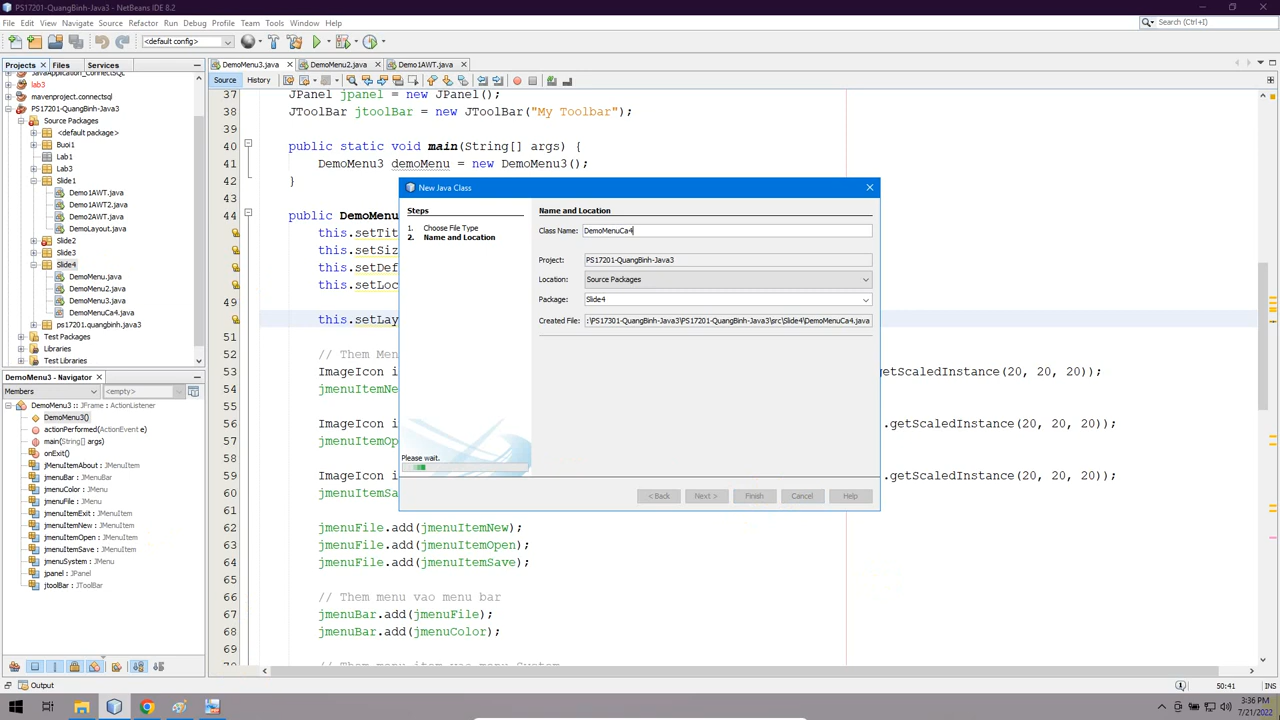 PS17201-QuangBinh-Java3 - NetBeans IDE 8.2
File Edit View Navigate Source Refactor Run Debug Profile Team Tools Window Help
Search (Ctrl+I)
<default config>
Projects Files Services
DemoMenu3.java DemoMenu2.java Demo1AWT.java
Source History
JavaApplication_ConnectSQL
lab3
mavenproject.connectsql
PS17201-QuangBinh-Java3
Source Packages
<default package>
Buoi1
Lab1
Lab3
Slide1
Demo1AWT.java
Demo1AWT2.java
Demo2AWT.java
DemoLayout.java
Slide2
Slide3
Slide4
DemoMenu.java
DemoMenu2.java
DemoMenu3.java
DemoMenuCa4.java
ps17201.quangbinh.java3
Test Packages
Libraries
Test Libraries
DemoMenu3 - Navigator
Members <empty>
DemoMenu3 :: JFrame : ActionListener
DemoMenu3()
actionPerformed(ActionEvent e)
main(String[] args)
onExit()
jMenuItemAbout : JMenuItem
jmenuBar : JMenuBar
jmenuColor : JMenu
jmenuFile : JMenu
jmenuItemExit : JMenuItem
jmenuItemNew : JMenuItem
jmenuItemOpen : JMenuItem
jmenuItemSave : JMenuItem
jmenuSystem : JMenu
jpanel : JPanel
jtoolBar : JToolBar
37 JPanel jpanel = new JPanel();
38 JToolBar jtoolBar = new JToolBar("My Toolbar");
39
40 public static void main(String[] args) {
41 DemoMenu3 demoMenu = new DemoMenu3();
42 }
44 public DemoMenu
this.setTit
this.setSiz
this.setDef
this.setLoc
49
this.setLay
51
52 // Them Men
53 ImageIcon i getScaledInstance(20, 20, 20));
54 jmenuItemNe
55
56 ImageIcon i .getScaledInstance(20, 20, 20));
57 jmenuItemOp
58
59 ImageIcon i .getScaledInstance(20, 20, 20));
60 jmenuItemSa
61
62 jmenuFile.add(jmenuItemNew);
63 jmenuFile.add(jmenuItemOpen);
64 jmenuFile.add(jmenuItemSave);
65
66 // Them menu vao menu bar
67 jmenuBar.add(jmenuFile);
68 jmenuBar.add(jmenuColor);
69
New Java Class
Steps
1. Choose File Type
2. Name and Location
Please wait.
Name and Location
Class Name: DemoMenuCa4
Project: PS17201-QuangBinh-Java3
Location: Source Packages
Package: Slide4
Created File: :\PS17301-QuangBinh-Java3\PS17201-QuangBinh-Java3\src\Slide4\DemoMenuCa4.java
< Back Next > Finish Cancel Help
Output
50:41 INS
3:36 PM
7/21/2022